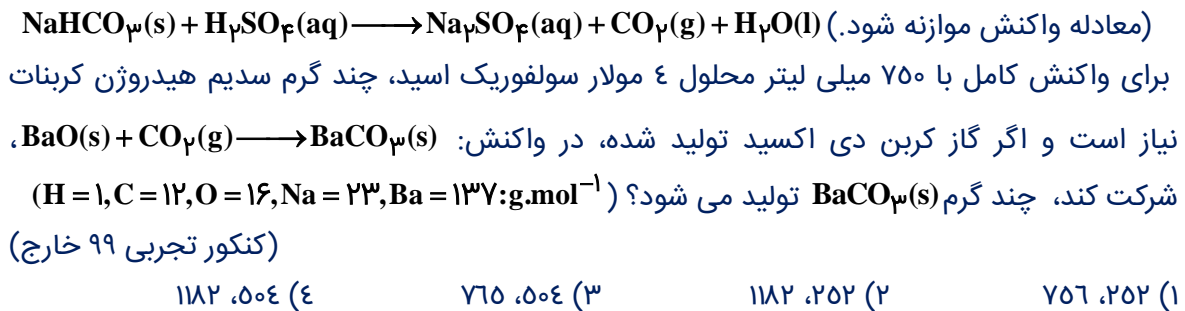 NaHCO۳(s) + H۲SO۴(aq) ⟶ Na۲SO۴(aq) + CO۲(g) + H۲O(l) (معادله واکنش موازنه شود.)
برای واکنش کامل با ۷۵۰ میلی لیتر محلول ٤ مولار سولفوریک اسید، چند گرم سدیم هیدروژن کربنات
نیاز است و اگر گاز کربن دی اکسید تولید شده، در واکنش: BaO(s) + CO۲(g) ⟶ BaCO۳(s) ،
شرکت کند، چند گرم BaCO۳(s) تولید می شود؟ (H = ۱, C = ۱۲, O = ۱۶, Na = ۲۳, Ba = ۱۳۷ : g.mol⁻¹)
(کنکور تجربی ۹۹ خارج)
۱) ۲۵۲، ۷۵٦ ۲) ۲۵۲، ۱۱۸۲ ۳) ۵۰٤، ۷٦۵ ٤) ۵۰٤، ۱۱۸۲